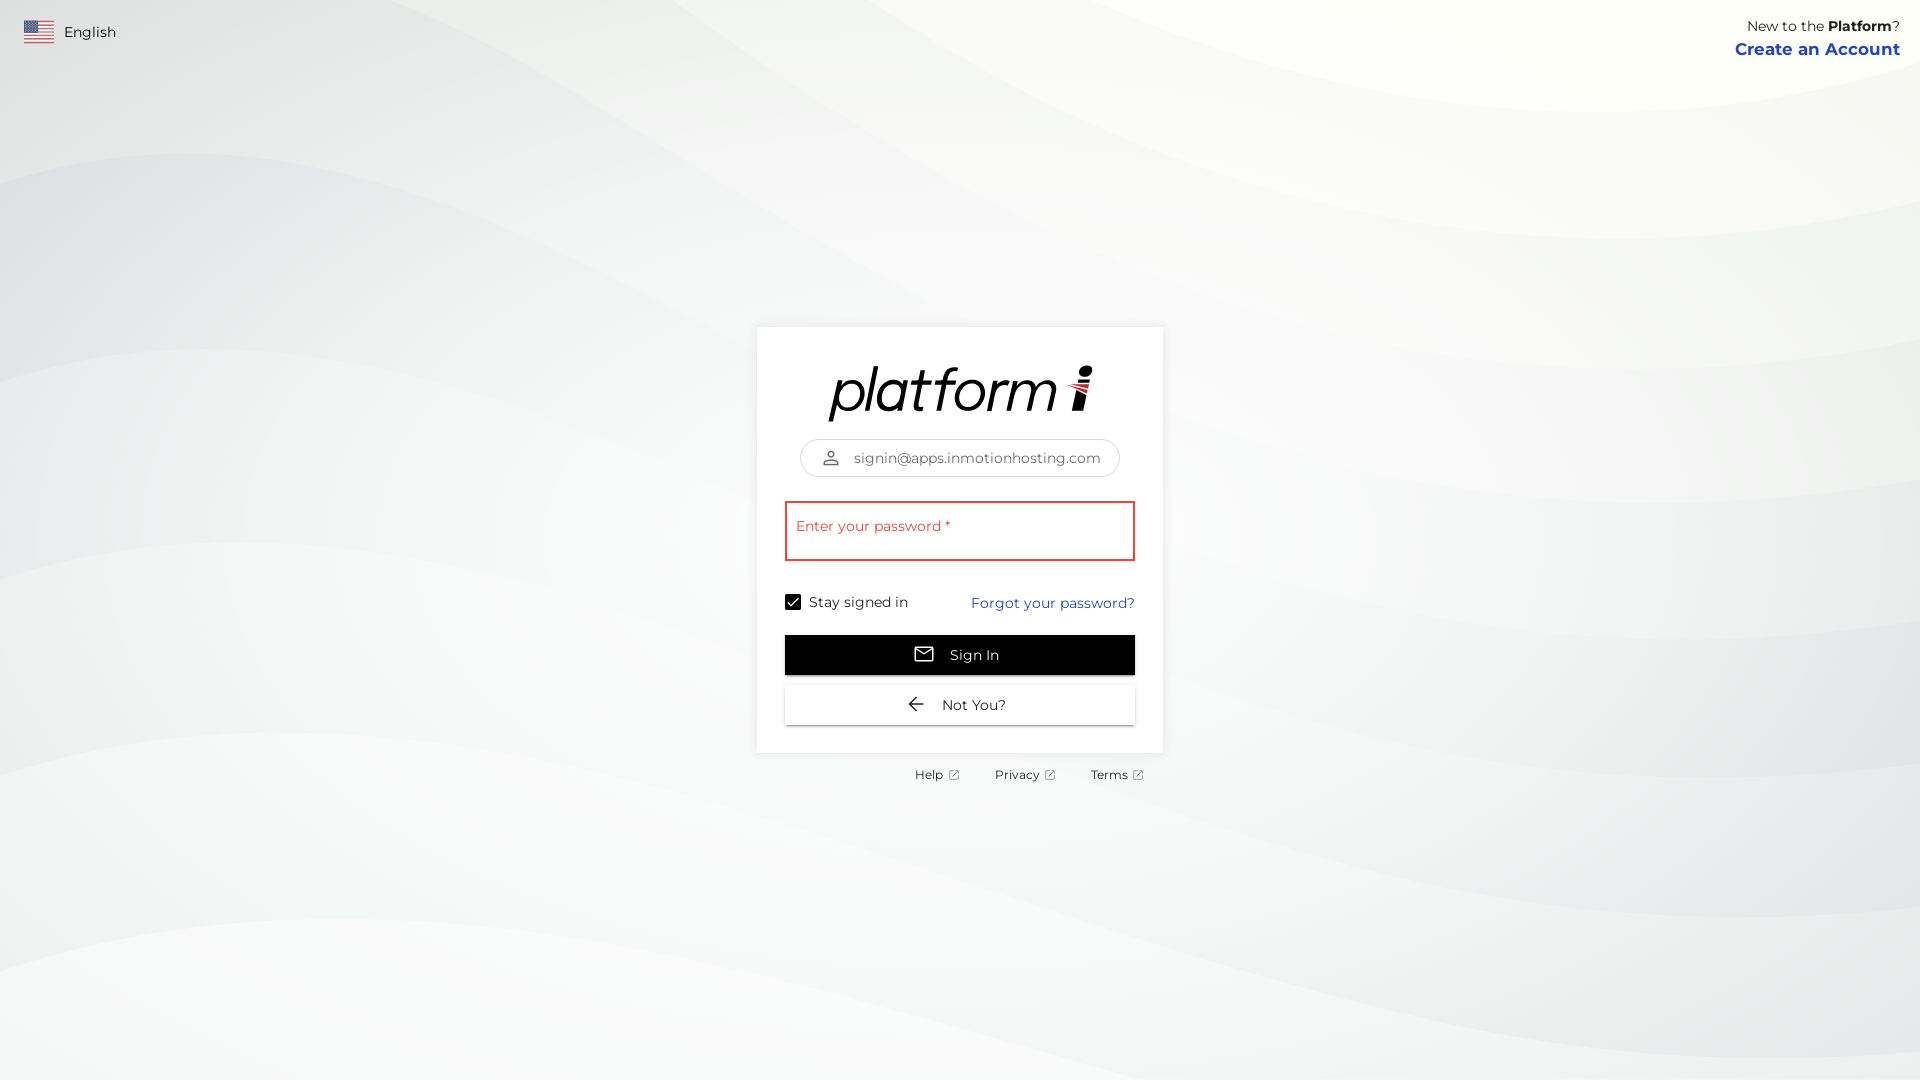 English
New to the Platform?
Create an Account
platform i
signin@apps.inmotionhosting.com
Enter your password *
Stay signed in
Forgot your password?
Sign In
Not You?
Help
Privacy
Terms